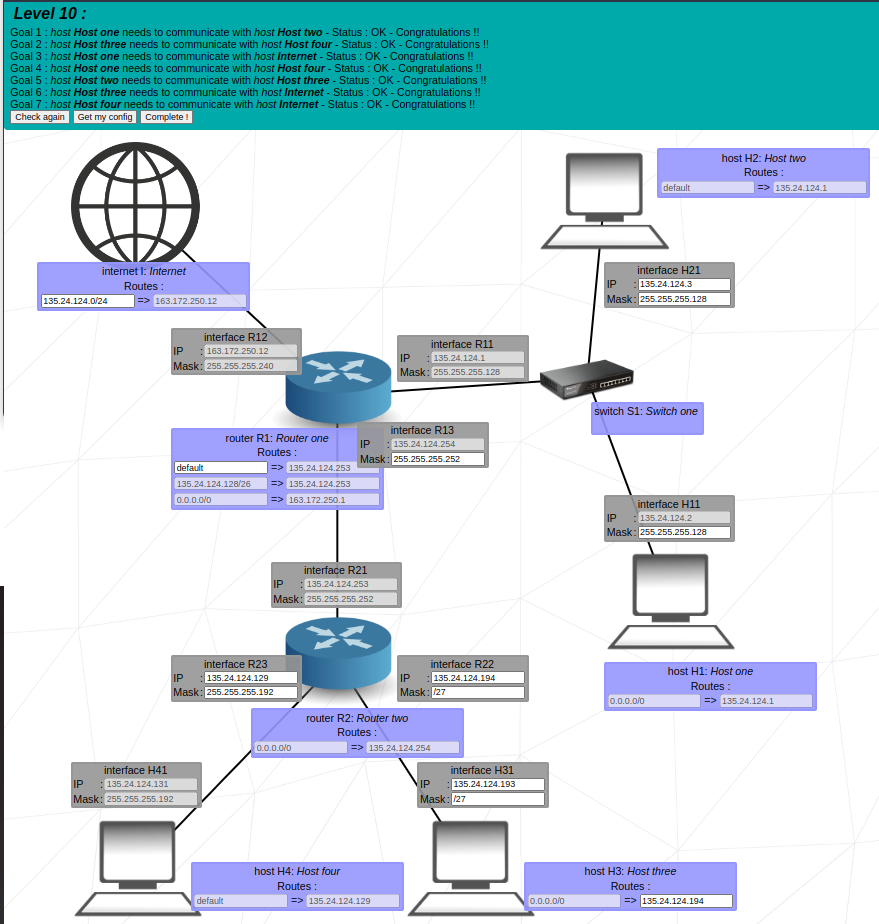 Level 10 :
Goal 1 : host Host one needs to communicate with host Host two - Status : OK - Congratulations !!
Goal 2 : host Host three needs to communicate with host Host four - Status : OK - Congratulations !!
Goal 3 : host Host one needs to communicate with host Internet - Status : OK - Congratulations !!
Goal 4 : host Host one needs to communicate with host Host four - Status : OK - Congratulations !!
Goal 5 : host Host two needs to communicate with host Host three - Status : OK - Congratulations !!
Goal 6 : host Host three needs to communicate with host Internet - Status : OK - Congratulations !!
Goal 7 : host Host four needs to communicate with host Internet - Status : OK - Congratulations !!
Check again Get my config Complete !
host H2: Host two
Routes :
default => 135.24.124.1
internet I: Internet
Routes :
135.24.124.0/24 => 163.172.250.12
interface H21
IP : 135.24.124.3
Mask : 255.255.255.128
interface R12
IP : 163.172.250.12
Mask : 255.255.255.240
interface R11
IP : 135.24.124.1
Mask : 255.255.255.128
switch S1: Switch one
interface R13
IP : 135.24.124.254
Mask : 255.255.255.252
router R1: Router one
Routes :
default => 135.24.124.253
135.24.124.128/26 => 135.24.124.253
0.0.0.0/0 => 163.172.250.1
interface H11
IP : 135.24.124.2
Mask : 255.255.255.128
interface R21
IP : 135.24.124.253
Mask : 255.255.255.252
interface R23
IP : 135.24.124.129
Mask : 255.255.255.192
interface R22
IP : 135.24.124.194
Mask : /27
host H1: Host one
Routes :
0.0.0.0/0 => 135.24.124.1
router R2: Router two
Routes :
0.0.0.0/0 => 135.24.124.254
interface H41
IP : 135.24.124.131
Mask : 255.255.255.192
interface H31
IP : 135.24.124.193
Mask : /27
host H4: Host four
Routes :
default => 135.24.124.129
host H3: Host three
Routes :
0.0.0.0/0 => 135.24.124.194